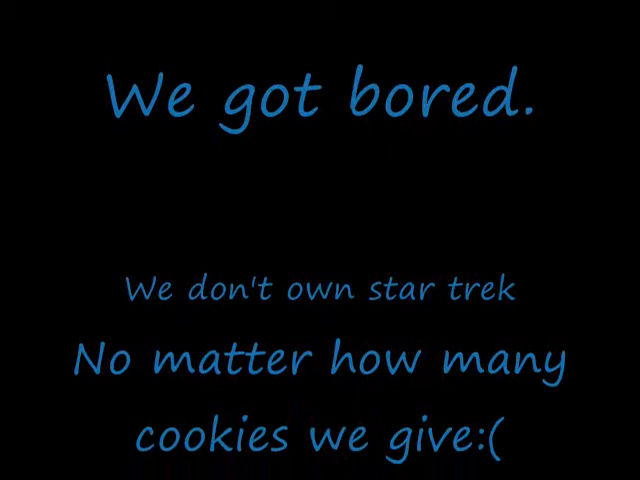 We got bored.
We don't own star trek
No matter how many
cookies we give:(